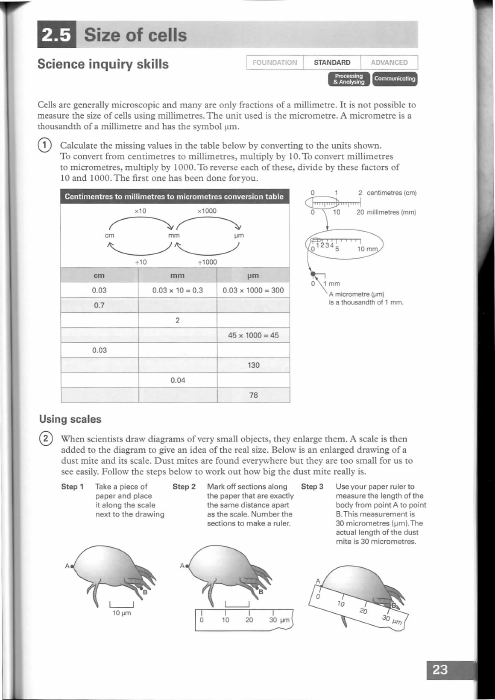 2.5 Size of cells
Science inquiry skills
FOUNDATION STANDARD ADVANCED
Processing & Analysing
Communicating
Cells are generally microscopic and many are only fractions of a millimetre. It is not possible to
measure the size of cells using millimetres. The unit used is the micrometre. A micrometre is a
thousandth of a millimetre and has the symbol µm.
1 Calculate the missing values in the table below by converting to the units shown.
To convert from centimetres to millimetres, multiply by 10. To convert millimetres
to micrometres, multiply by 1000. To reverse each of these, divide by these factors of
10 and 1000. The first one has been done for you.
Centimentres to millimetres to micrometres conversion table
x10 x1000
cm mm µm
÷10 ÷1000
cm mm µm
0.03 0.03 x 10 = 0.3 0.03 x 1000 = 300
0.7
2
45 x 1000 = 45
0.03
130
0.04
78
0 1 2 centimetres (cm)
0 10 20 millimetres (mm)
0 1 2 3 4 5 10 mm
0 1 mm
A micrometre (µm)
is a thousandth of 1 mm.
Using scales
2 When scientists draw diagrams of very small objects, they enlarge them. A scale is then
added to the diagram to give an idea of the real size. Below is an enlarged drawing of a
dust mite and its scale. Dust mites are found everywhere but they are too small for us to
see easily. Follow the steps below to work out how big the dust mite really is.
Step 1 Take a piece of
paper and place
it along the scale
next to the drawing
Step 2 Mark off sections along
the paper that are exactly
the same distance apart
as the scale. Number the
sections to make a ruler.
Step 3 Use your paper ruler to
measure the length of the
body from point A to point
B. This measurement is
30 micrometres (µm). The
actual length of the dust
mite is 30 micrometres.
A
B
10 µm
A
B
0 10 20 30 µm
A
B
0 10 20 30 µm
23